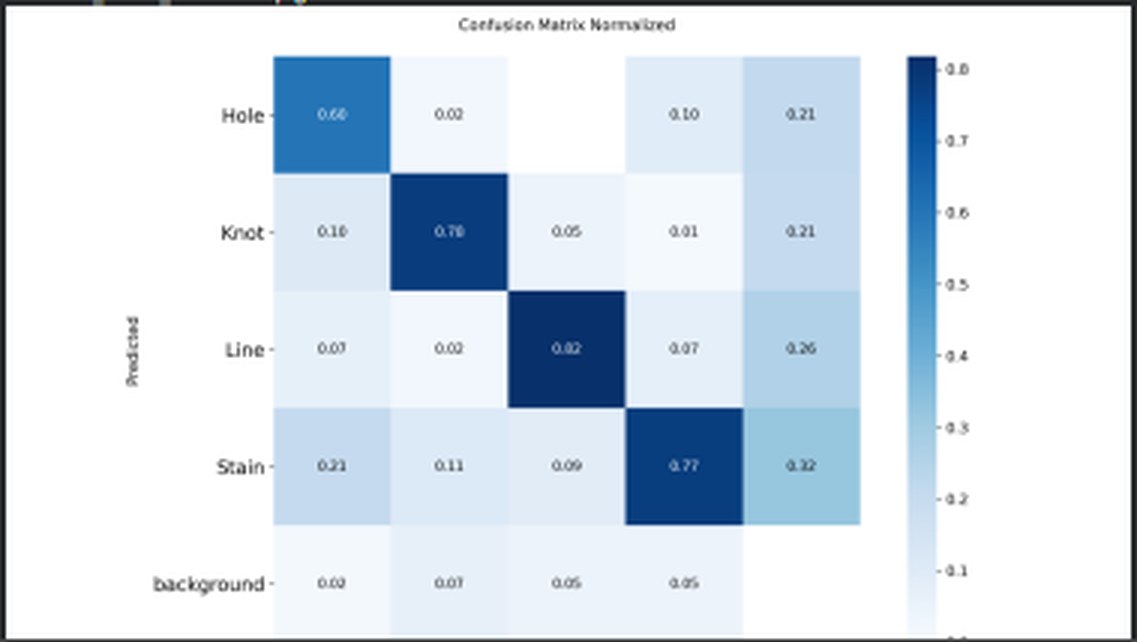 Confusion Matrix Normalized
0.8
Hole 0.60 0.02 0.10 0.21
0.7
Knot 0.10 0.78 0.05 0.01 0.21
0.6
0.5
Predicted
Line 0.07 0.02 0.82 0.07 0.26
0.4
0.3
Stain 0.21 0.11 0.09 0.77 0.32
0.2
0.1
background 0.02 0.07 0.05 0.05